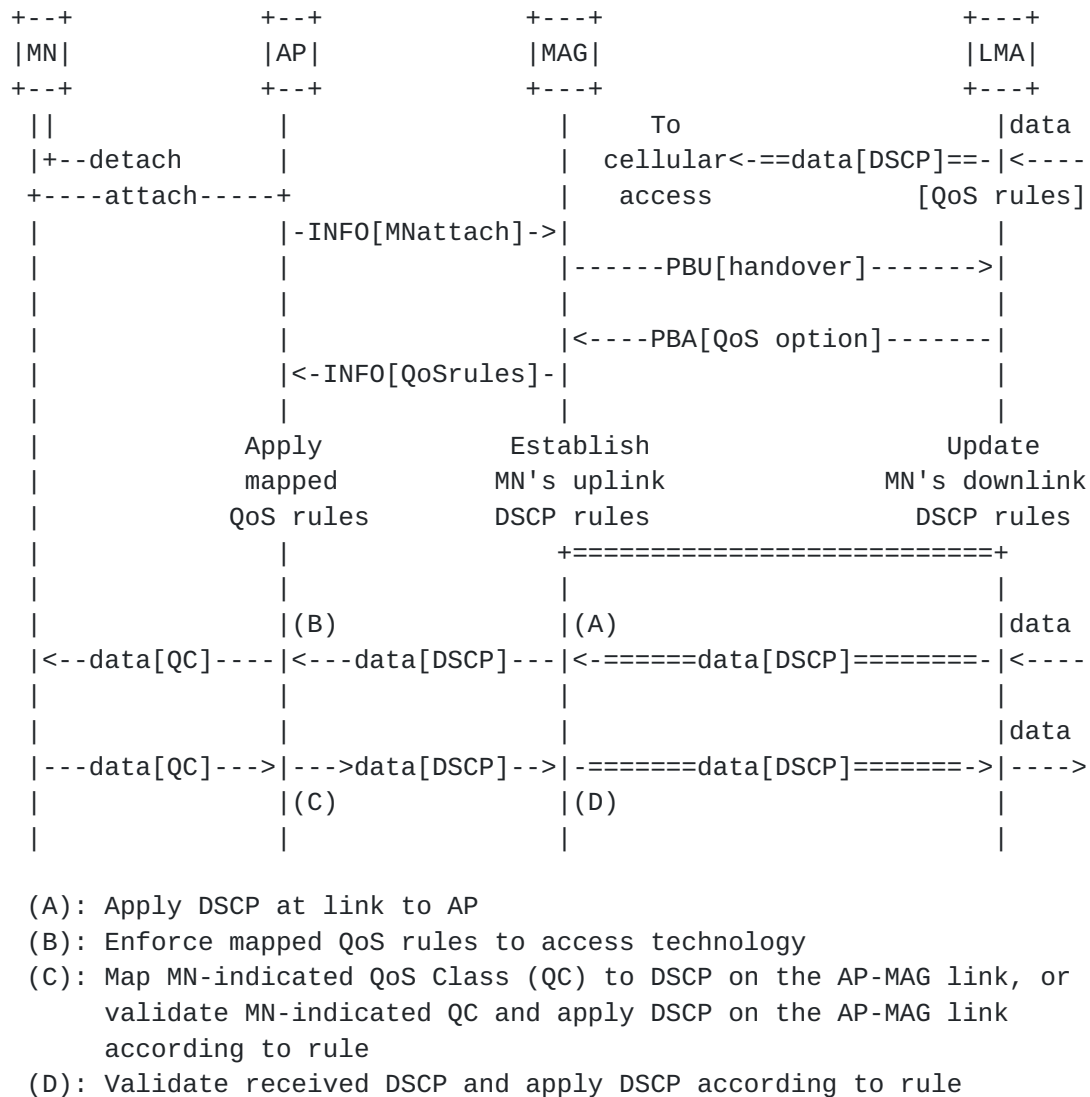 +--+            +--+            +---+                       +---+
|MN|            |AP|            |MAG|                       |LMA|
+--+            +--+            +---+                       +---+
 ||              |                 |     To                     |data
 |+--detach      |                 |  cellular<-==data[DSCP]==-|<----
 +----attach-----+                 |   access             [QoS rules]
 |               |-INFO[MNattach]->|                           |
 |               |                 |------PBU[handover]------->|
 |               |                 |                           |
 |               |                 |<----PBA[QoS option]-------|
 |               |<-INFO[QoSrules]-|                           |
 |               |                 |                           |
 |             Apply           Establish                   Update
 |             mapped         MN's uplink              MN's downlink
 |            QoS rules        DSCP rules                DSCP rules
 |               |                 +===========================+
 |               |                 |                           |
 |               |(B)              |(A)                        |data
 |<--data[QC]----|<---data[DSCP]---|<-======data[DSCP]========-|<----
 |               |                 |                           |
 |               |                 |                           |data
 |---data[QC]--->|--->data[DSCP]-->|-=======data[DSCP]=======->|---->
 |               |(C)              |(D)                        |
 |               |                 |                           |
(A): Apply DSCP at link to AP
(B): Enforce mapped QoS rules to access technology
(C): Map MN-indicated QoS Class (QC) to DSCP on the AP-MAG link, or
validate MN-indicated QC and apply DSCP on the AP-MAG link
according to rule
(D): Validate received DSCP and apply DSCP according to rule